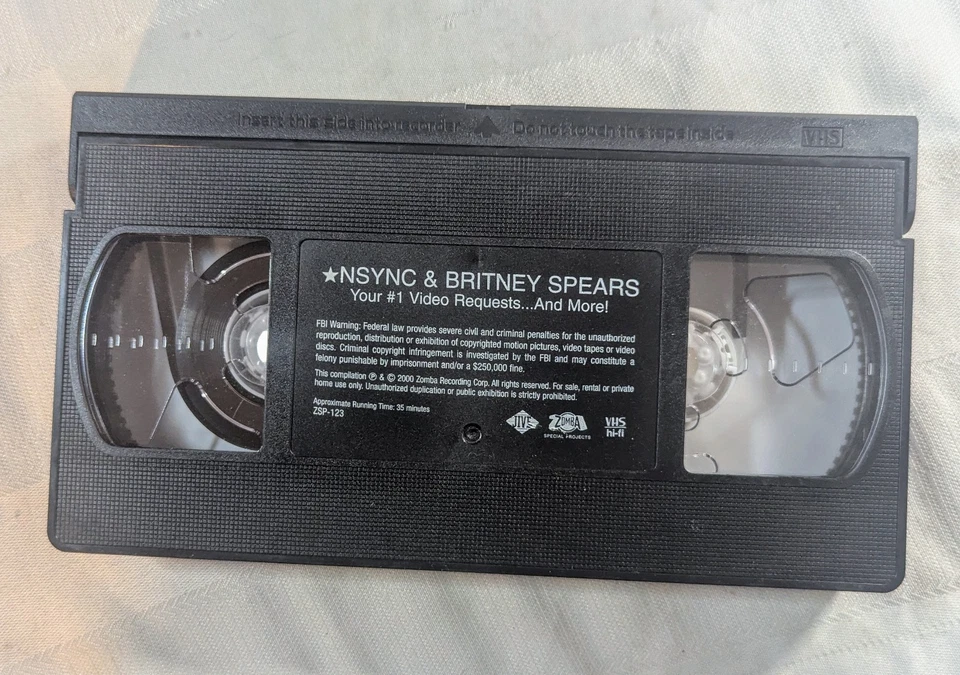 Insert this side into recorder ▲ Do not touch the tape inside VHS
★NSYNC & BRITNEY SPEARS
Your #1 Video Requests...And More!
FBI Warning: Federal law provides severe civil and criminal penalties for the unauthorized
reproduction, distribution or exhibition of copyrighted motion pictures, video tapes or video
discs. Criminal copyright infringement is investigated by the FBI and may constitute a
felony punishable by imprisonment and/or a $250,000 fine.
This compilation ℗ & © 2000 Zomba Recording Corp. All rights reserved. For sale, rental or private
home use only. Unauthorized duplication or public exhibition is strictly prohibited.
Approximate Running Time: 35 minutes
ZSP-123
JIVE
ZOMBA
SPECIAL PROJECTS
VHS
hi-fi